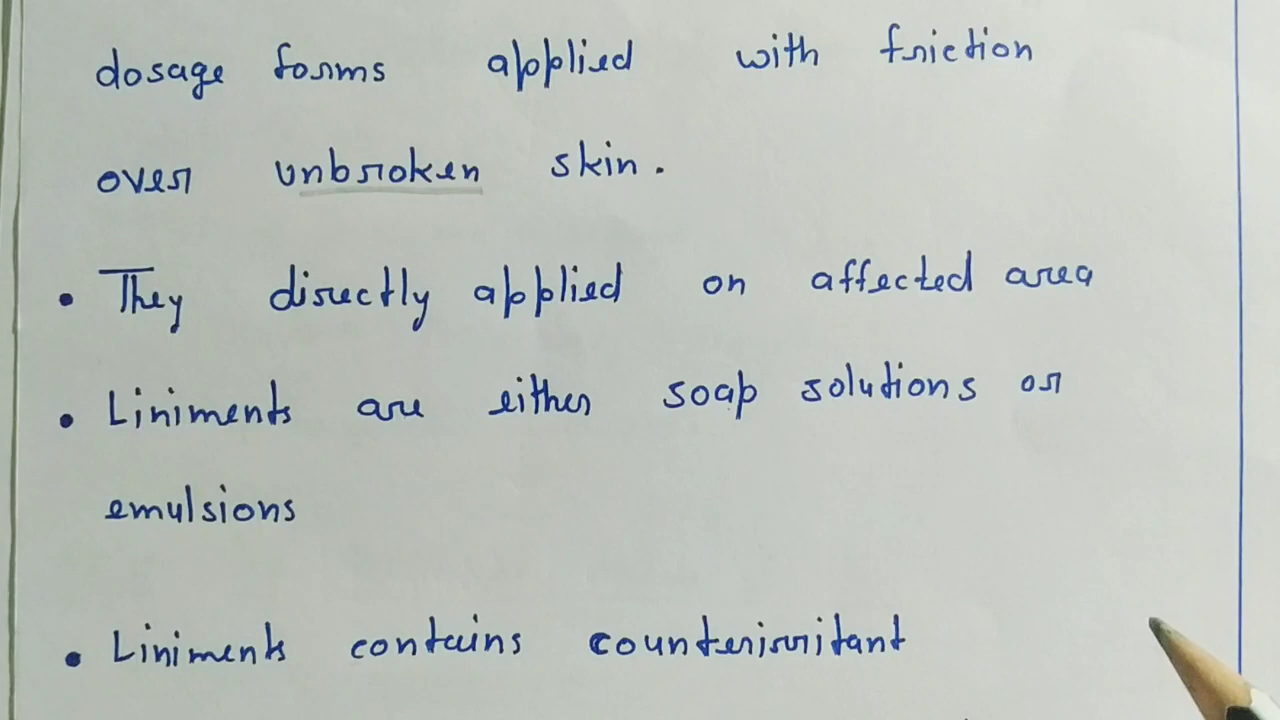 dosage forms applied with friction
over unbroken skin.
• They directly applied on affected area
• Liniments are either soap solutions or
emulsions
• Liniments contains counterirritant